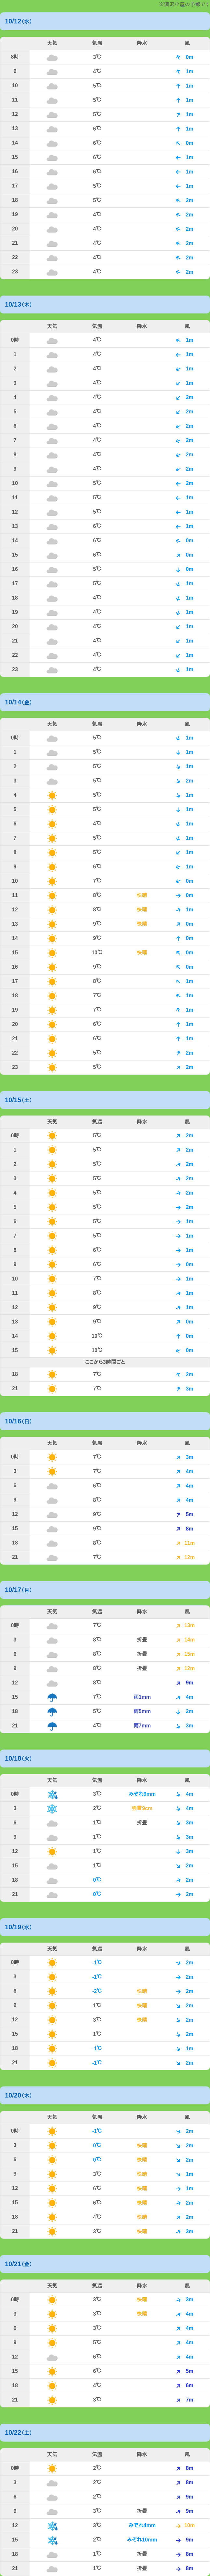 10/12(水)
天気 気温 降水 風
8時 3℃ 0m
9 4℃ 1m
10 5℃ 1m
11 5℃ 1m
12 5℃ 1m
13 6℃ 1m
14 6℃ 0m
15 6℃ 1m
16 6℃ 1m
17 5℃ 1m
18 5℃ 2m
19 4℃ 2m
20 4℃ 2m
21 4℃ 2m
22 4℃ 2m
23 4℃ 2m
10/13(木)
天気 気温 降水 風
0時 4℃ 1m
1 4℃ 1m
2 4℃ 1m
3 4℃ 1m
4 4℃ 2m
5 4℃ 2m
6 4℃ 2m
7 4℃ 2m
8 4℃ 2m
9 4℃ 2m
10 5℃ 2m
11 5℃ 1m
12 5℃ 1m
13 6℃ 1m
14 6℃ 0m
15 6℃ 0m
16 5℃ 0m
17 5℃ 1m
18 4℃ 1m
19 4℃ 1m
20 4℃ 1m
21 4℃ 1m
22 4℃ 1m
23 4℃ 1m
10/14(金)
天気 気温 降水 風
0時 5℃ 1m
1 5℃ 1m
2 5℃ 1m
3 5℃ 2m
4 5℃ 1m
5 5℃ 1m
6 4℃ 1m
7 5℃ 1m
8 5℃ 1m
9 6℃ 1m
10 7℃ 0m
11 8℃ 快晴 0m
12 8℃ 快晴 1m
13 9℃ 快晴 0m
14 9℃ 0m
15 10℃ 快晴 0m
16 9℃ 0m
17 8℃ 1m
18 7℃ 1m
19 7℃ 1m
20 6℃ 1m
21 6℃ 1m
22 5℃ 2m
23 5℃ 2m
10/15(土)
天気 気温 降水 風
0時 5℃ 2m
1 5℃ 2m
2 5℃ 2m
3 5℃ 2m
4 5℃ 2m
5 5℃ 2m
6 5℃ 1m
7 5℃ 1m
8 6℃ 1m
9 6℃ 0m
10 7℃ 1m
11 8℃ 1m
12 9℃ 1m
13 9℃ 0m
14 10℃ 0m
15 10℃ 0m
ここから3時間ごと
18 7℃ 2m
21 7℃ 3m
10/16(日)
天気 気温 降水 風
0時 7℃ 3m
3 7℃ 4m
6 6℃ 4m
9 8℃ 4m
12 9℃ 5m
15 9℃ 8m
18 8℃ 11m
21 7℃ 12m
10/17(月)
天気 気温 降水 風
0時 7℃ 13m
3 8℃ 折畳 14m
6 8℃ 折畳 15m
9 8℃ 折畳 12m
12 8℃ 9m
15 7℃ 雨1mm 4m
18 5℃ 雨5mm 2m
21 4℃ 雨7mm 3m
10/18(火)
天気 気温 降水 風
0時 3℃ みぞれ9mm 4m
3 2℃ 4m
6 1℃ 折畳 3m
9 1℃ 3m
12 1℃ 3m
15 1℃ 2m
18 0℃ 2m
21 0℃ 2m
10/19(水)
天気 気温 降水 風
0時 -1℃ 2m
3 -1℃ 2m
6 -2℃ 快晴 2m
9 1℃ 快晴 2m
12 3℃ 快晴 2m
15 1℃ 2m
18 -1℃ 1m
21 -1℃ 2m
10/20(木)
天気 気温 降水 風
0時 -1℃ 2m
3 0℃ 快晴 2m
6 0℃ 快晴 2m
9 3℃ 快晴 1m
12 6℃ 快晴 1m
15 6℃ 快晴 2m
18 4℃ 快晴 2m
21 3℃ 快晴 3m
10/21(金)
天気 気温 降水 風
0時 3℃ 快晴 3m
3 3℃ 快晴 4m
6 3℃ 4m
9 5℃ 4m
12 6℃ 4m
15 6℃ 5m
18 4℃ 6m
21 3℃ 7m
10/22(土)
天気 気温 降水 風
0時 2℃ 8m
3 2℃ 8m
6 2℃ 9m
9 3℃ 折畳 9m
12 3℃ みぞれ4mm 10m
15 2℃ みぞれ10mm 9m
18 1℃ 折畳 8m
21 1℃ 折畳 8m